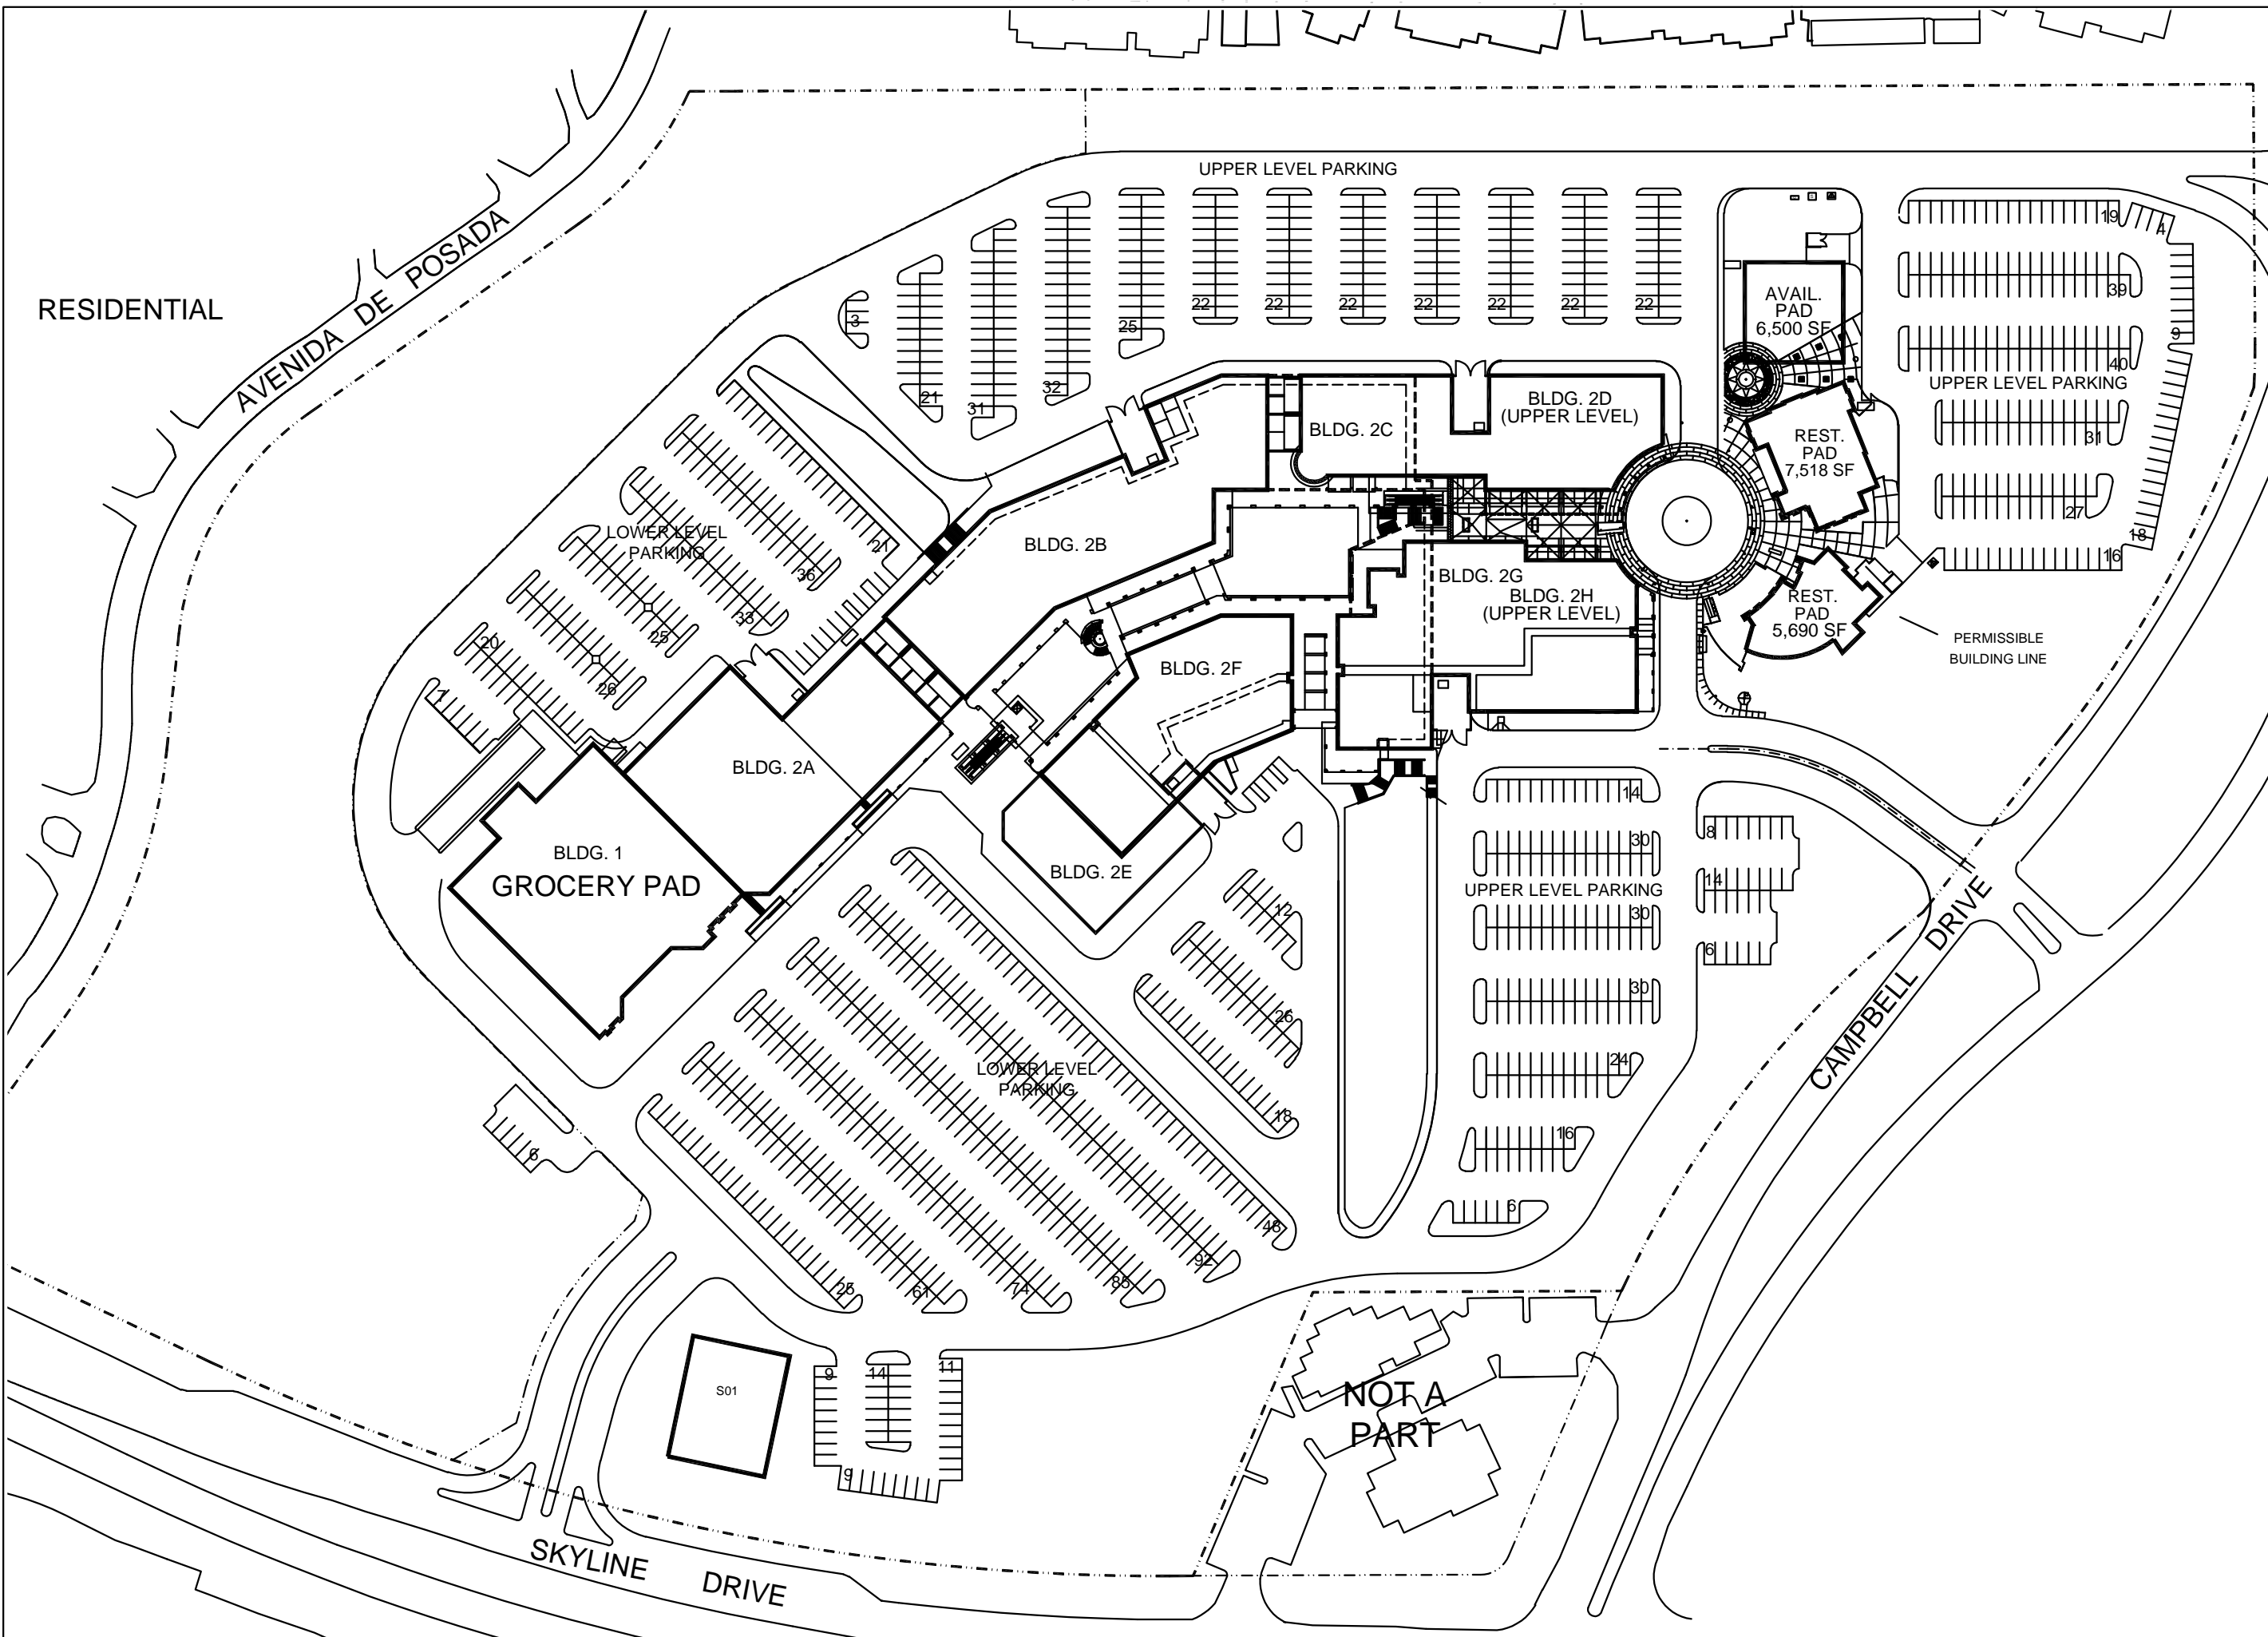 UPPER LEVEL PARKING
RESIDENTIAL
AVENIDA DE POSADA
3
21
31
32
25
22
22
22
22
22
22
22
19
4
39
9
40
UPPER LEVEL PARKING
31
27
18
16
AVAIL.
PAD
6,500 SF
REST.
PAD
7,518 SF
REST.
PAD
5,690 SF
PERMISSIBLE
BUILDING LINE
BLDG. 2D
(UPPER LEVEL)
BLDG. 2C
BLDG. 2B
BLDG. 2G
BLDG. 2H
(UPPER LEVEL)
BLDG. 2F
LOWER LEVEL
PARKING
21
36
33
25
26
20
7
BLDG. 2A
BLDG. 1
GROCERY PAD
BLDG. 2E
14
30
UPPER LEVEL PARKING
30
30
24
16
6
8
14
6
CAMPBELL DRIVE
12
26
18
LOWER LEVEL
PARKING
48
92
85
74
61
25
6
S01
9
14
11
9
NOT A
PART
SKYLINE DRIVE